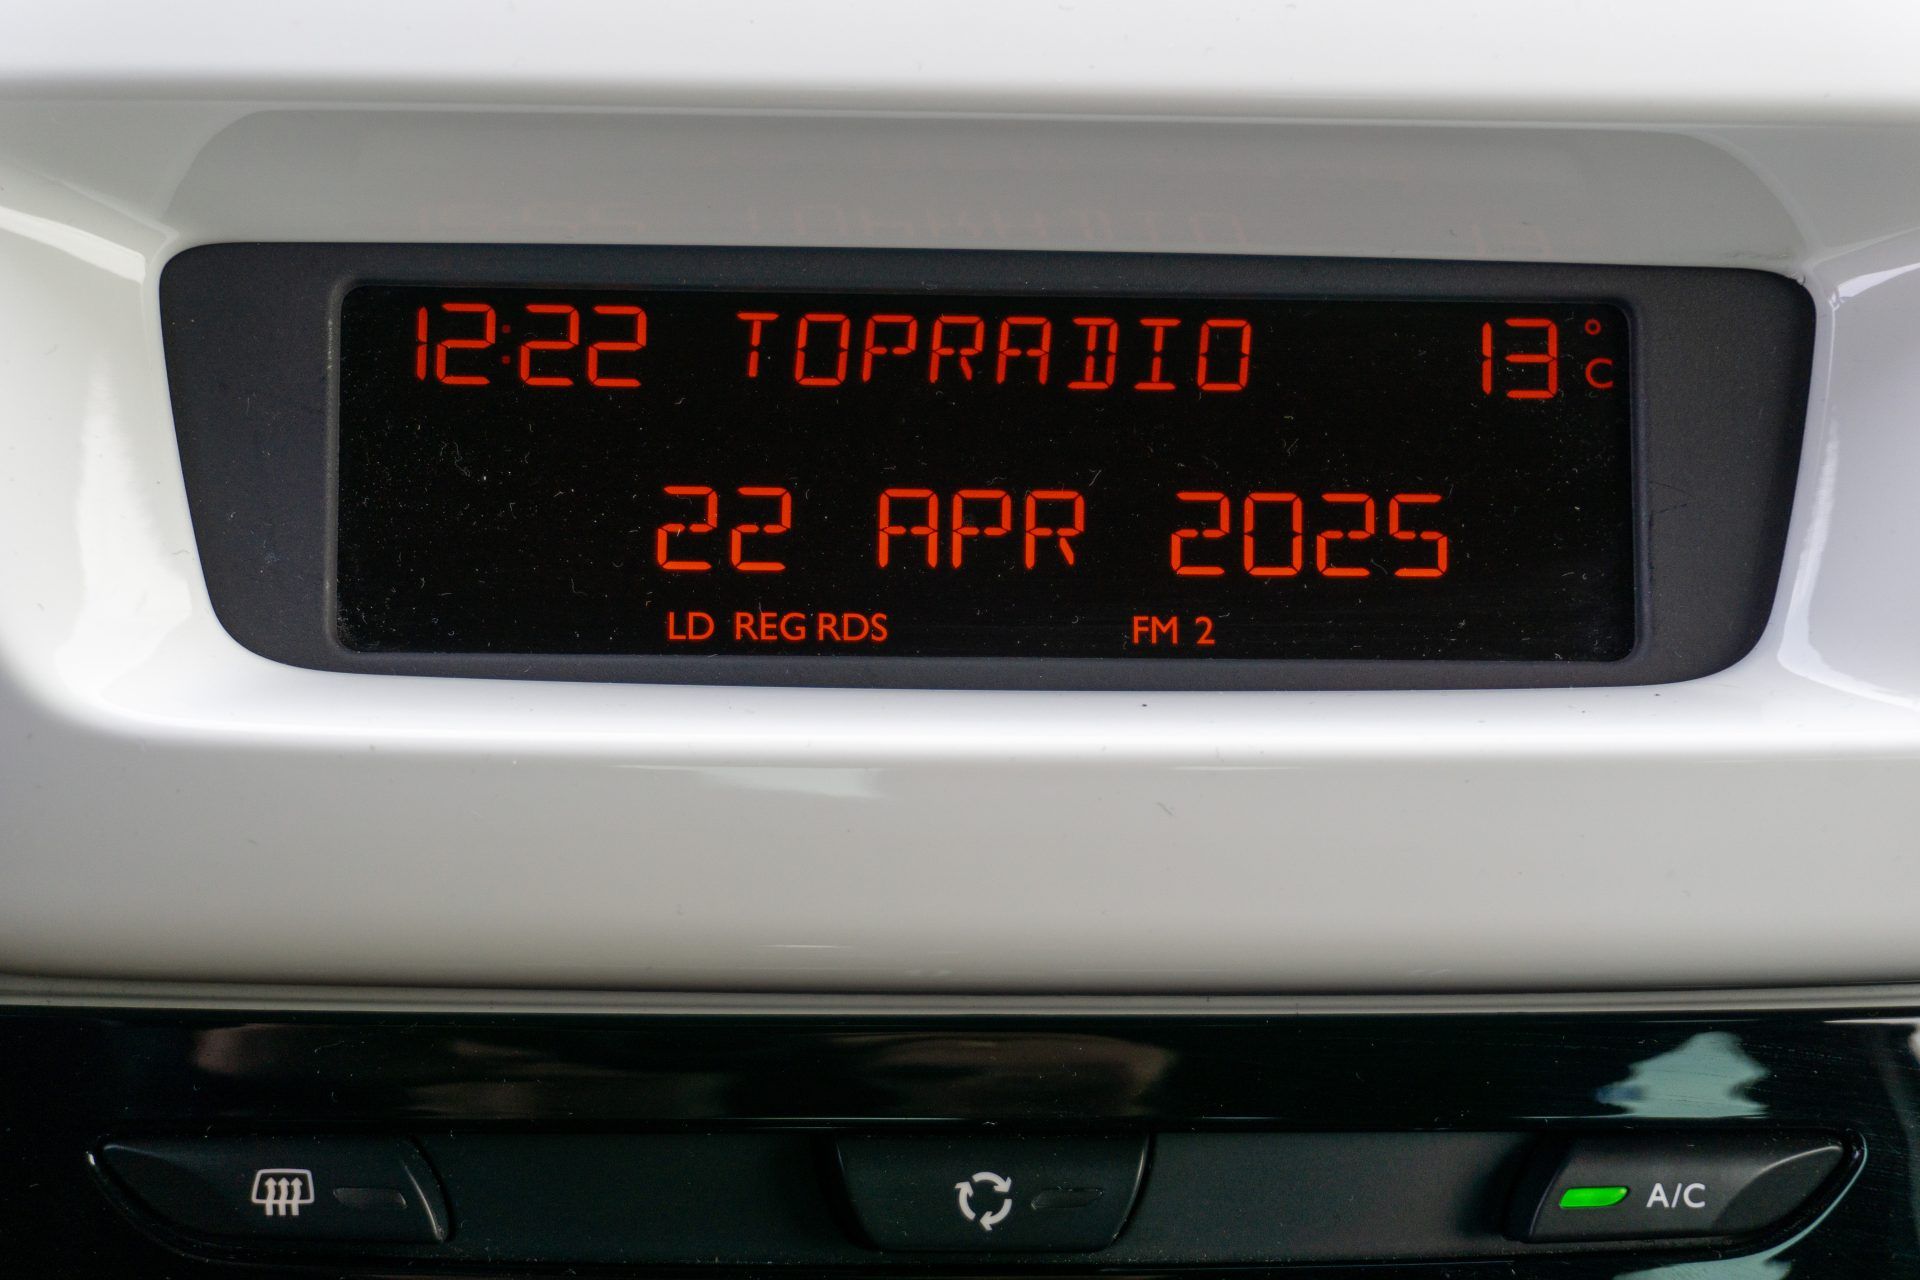 12:22 TOPRADIO 13°C
22 APR 2025
LD REG RDS FM 2
A/C